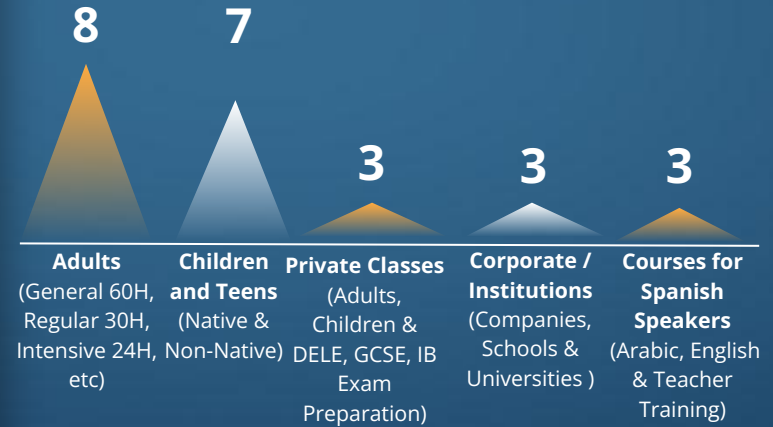 8
7
3
3
3
Adults
(General 60H,
Regular 30H,
Intensive 24H,
etc)
Children
and Teens
(Native &
Non-Native)
Private Classes
(Adults,
Children &
DELE, GCSE, IB
Exam
Preparation)
Corporate /
Institutions
(Companies,
Schools &
Universities )
Courses for
Spanish
Speakers
(Arabic, English
& Teacher
Training)